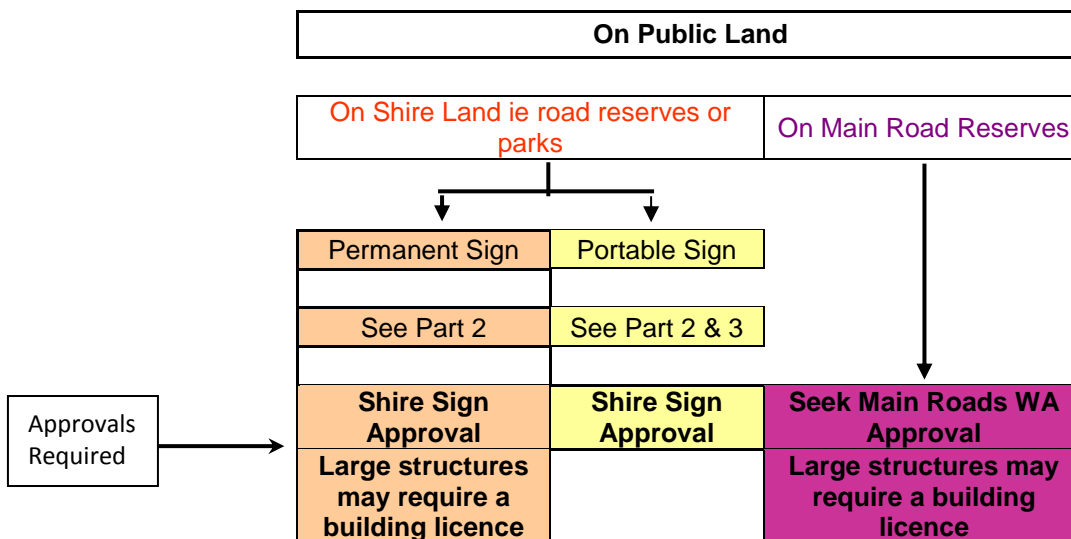 On Public Land
On Shire Land ie road reserves or
parks
On Main Road Reserves
Permanent Sign
Portable Sign
See Part 2
See Part 2 & 3
Approvals
Required
Shire Sign
Approval
Shire Sign
Approval
Seek Main Roads WA
Approval
Large structures
may require a
building licence
Large structures may
require a building
licence